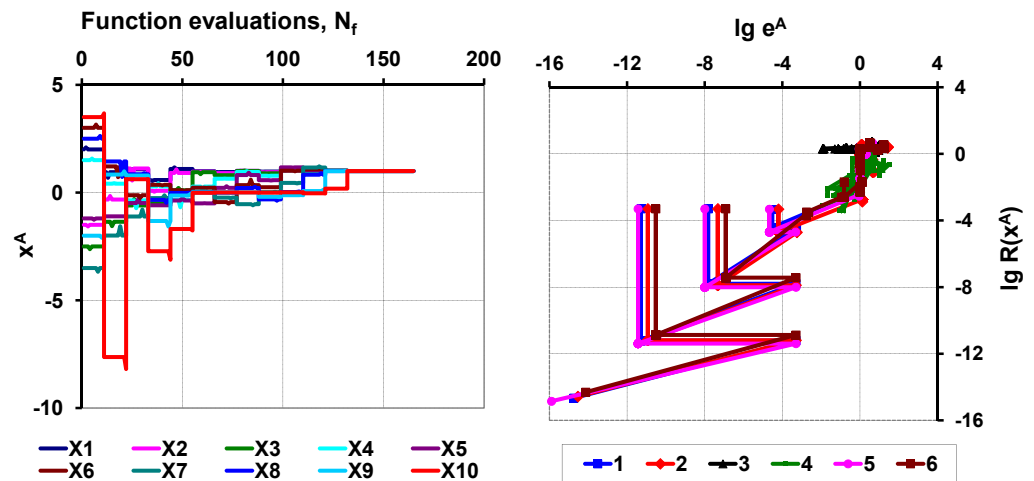 Function evaluations, Nf
0 50 100 150 200
5
0
-5
-10
xA
X1 X2 X3 X4 X5
X6 X7 X8 X9 X10
lg eA
-16 -12 -8 -4 0 4
4
0
-4
-8
-12
-16
lg R(xA)
1 2 3 4 5 6